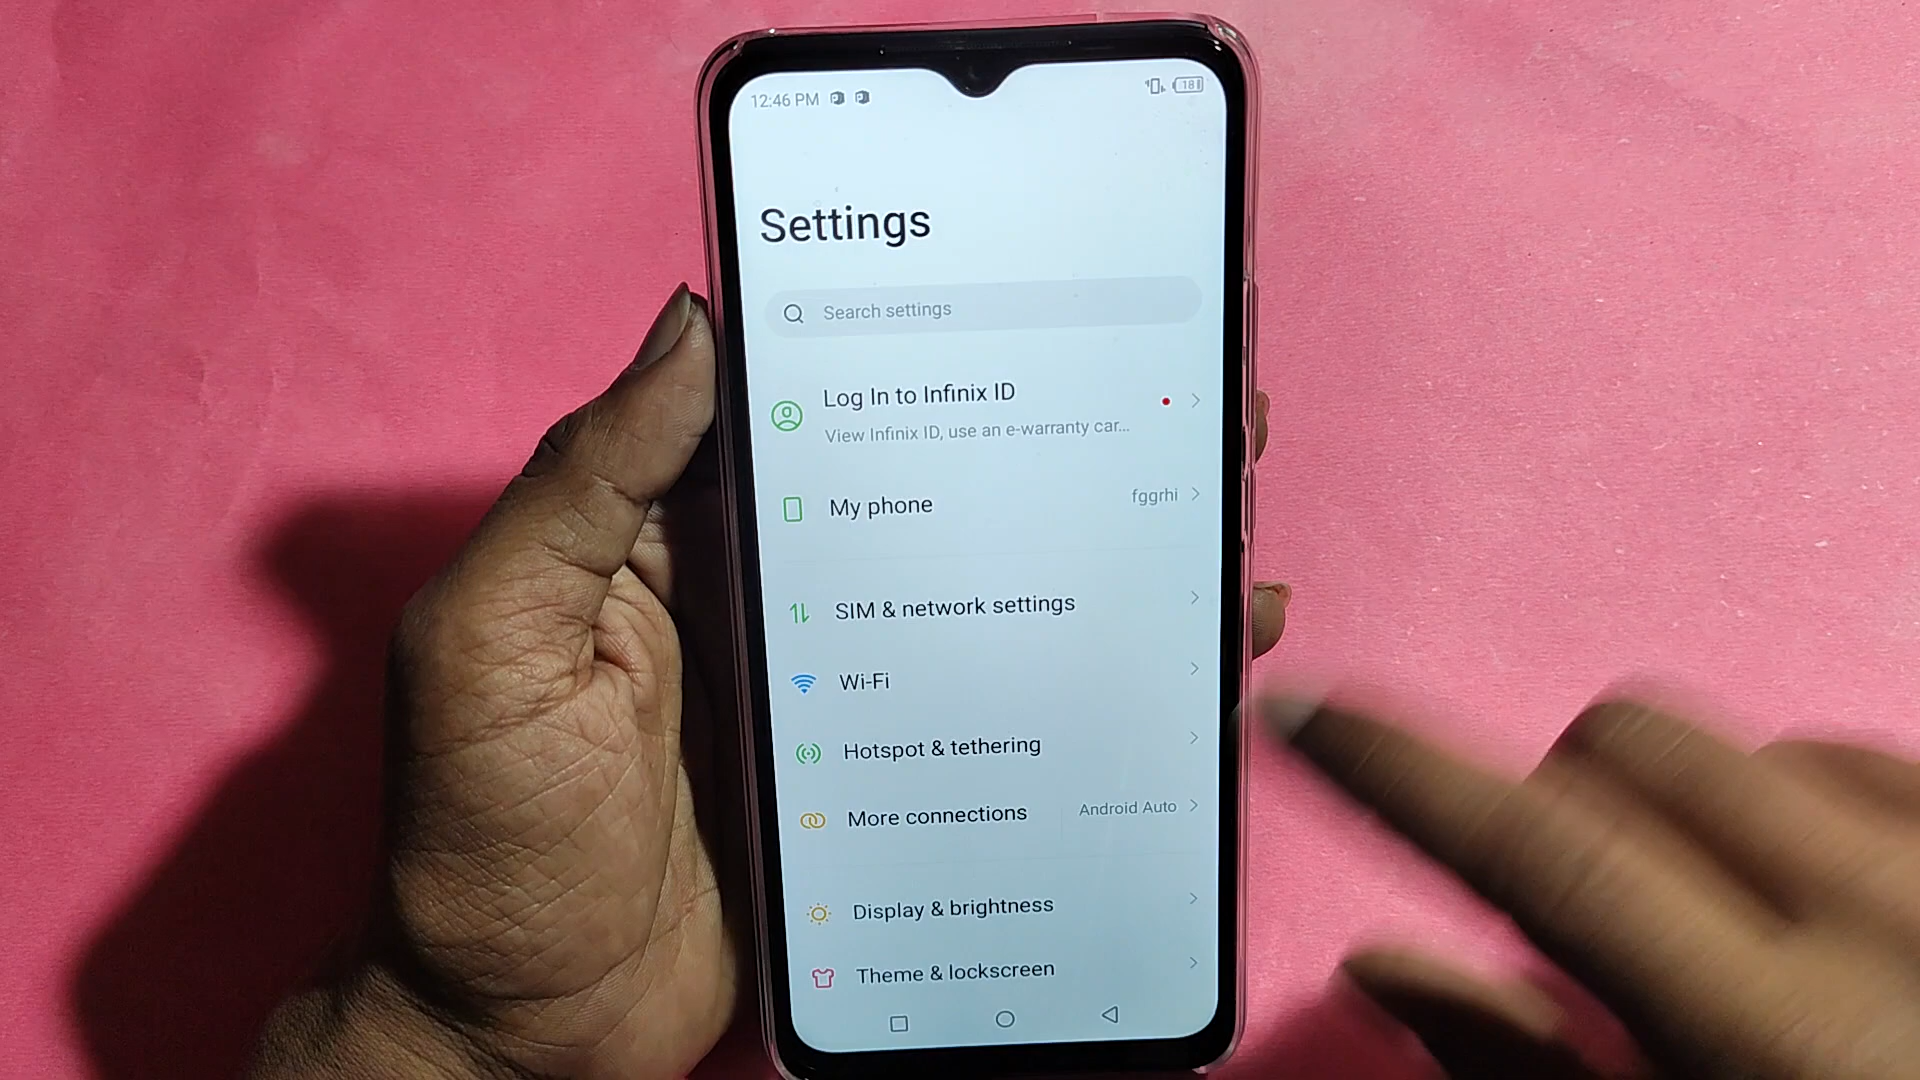 12:46 PM
18
Settings
Search settings
Log In to Infinix ID
View Infinix ID, use an e-warranty car...
My phone
fggrhi
SIM & network settings
Wi-Fi
Hotspot & tethering
More connections
Android Auto
Display & brightness
Theme & lockscreen